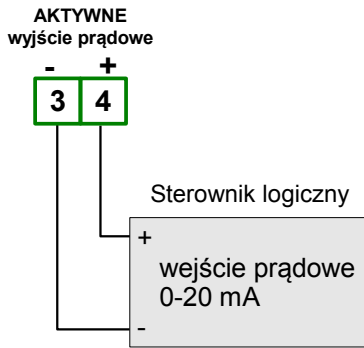 AKTYWNE
wyjście prądowe
- +
3 4
Sterownik logiczny
+
wejście prądowe
0-20 mA
-